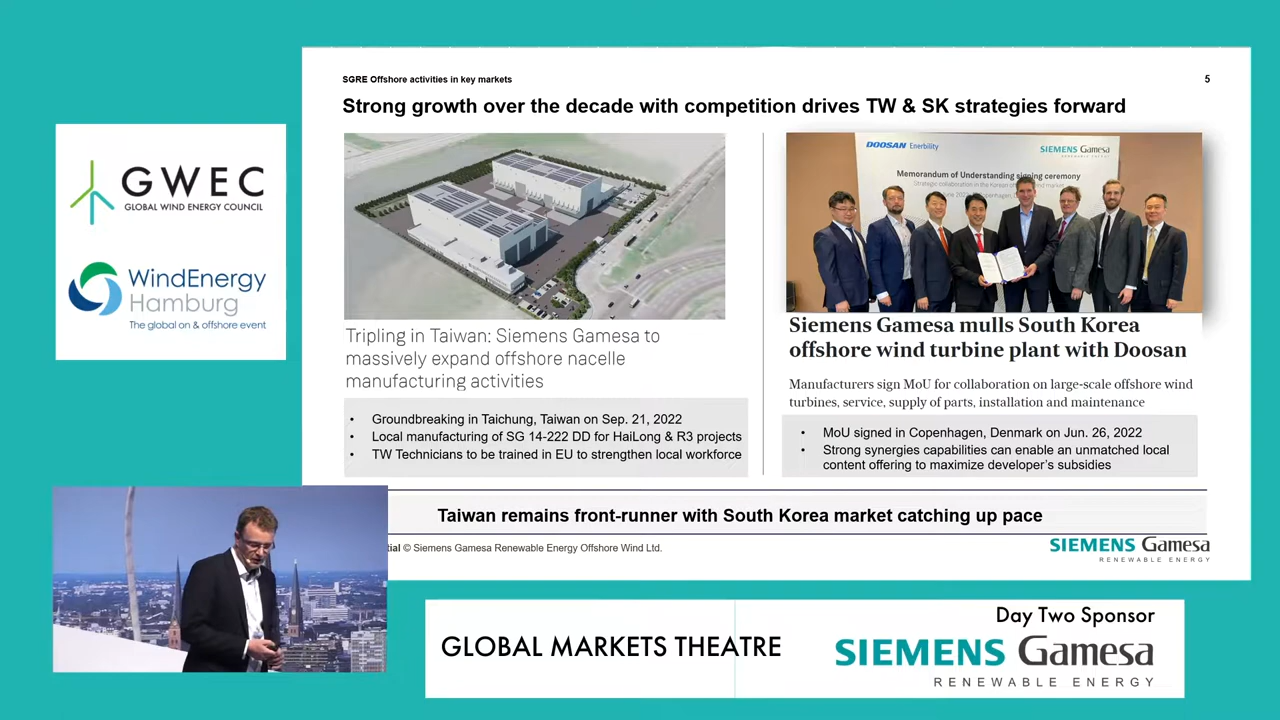 SGRE Offshore activities in key markets
5
Strong growth over the decade with competition drives TW & SK strategies forward
GWEC
GLOBAL WIND ENERGY COUNCIL
WindEnergy
Hamburg
The global on & offshore event
Tripling in Taiwan: Siemens Gamesa to
massively expand offshore nacelle
manufacturing activities
• Groundbreaking in Taichung, Taiwan on Sep. 21, 2022
• Local manufacturing of SG 14-222 DD for HaiLong & R3 projects
• TW Technicians to be trained in EU to strengthen local workforce
DOOSAN Enerbility
SIEMENS Gamesa
RENEWABLE ENERGY
Memorandum of Understanding signing ceremony
Strategic collaboration in the Korean
Siemens Gamesa mulls South Korea
offshore wind turbine plant with Doosan
Manufacturers sign MoU for collaboration on large-scale offshore wind
turbines, service, supply of parts, installation and maintenance
• MoU signed in Copenhagen, Denmark on Jun. 26, 2022
• Strong synergies capabilities can enable an unmatched local
content offering to maximize developer's subsidies
Taiwan remains front-runner with South Korea market catching up pace
© Siemens Gamesa Renewable Energy Offshore Wind Ltd.
SIEMENS Gamesa
RENEWABLE ENERGY
GLOBAL MARKETS THEATRE
Day Two Sponsor
SIEMENS Gamesa
RENEWABLE ENERGY